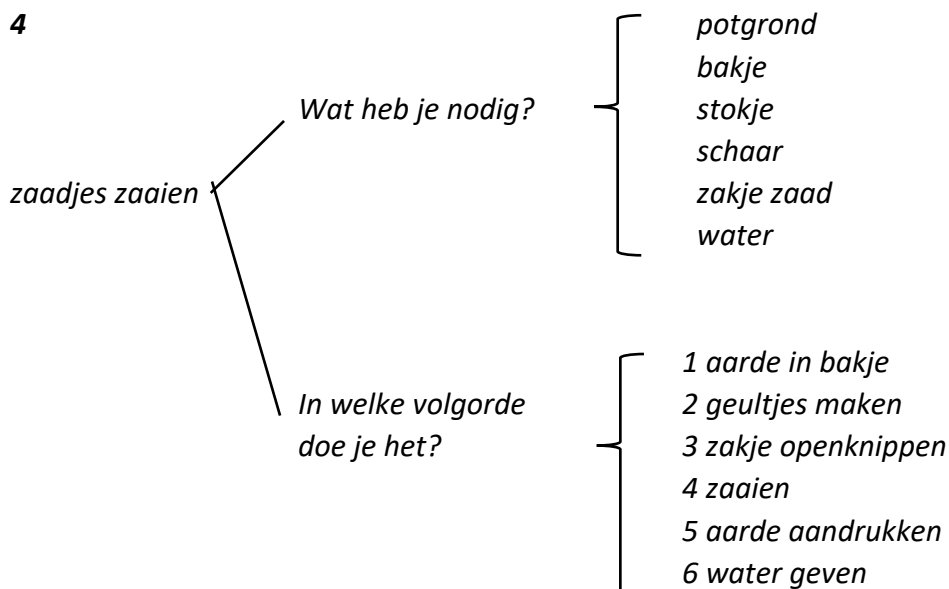 4
zaadjes zaaien
Wat heb je nodig?
potgrond
bakje
stokje
schaar
zakje zaad
water
In welke volgorde
doe je het?
1 aarde in bakje
2 geultjes maken
3 zakje openknippen
4 zaaien
5 aarde aandrukken
6 water geven